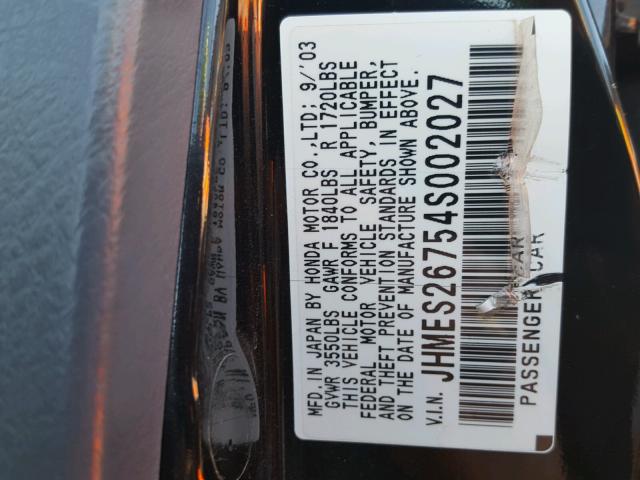 MFD. IN JAPAN BY HONDA MOTOR CO.,LTD; 9/'03
GVWR 3550LBS GAWR F 1840LBS R 1720LBS
THIS VEHICLE CONFORMS TO ALL APPLICABLE
FEDERAL MOTOR VEHICLE SAFETY, BUMPER,
AND THEFT PREVENTION STANDARDS IN EFFECT
ON THE DATE OF MANUFACTURE SHOWN ABOVE.
V.I.N. JHMES26754S002027
PASSENGER CAR